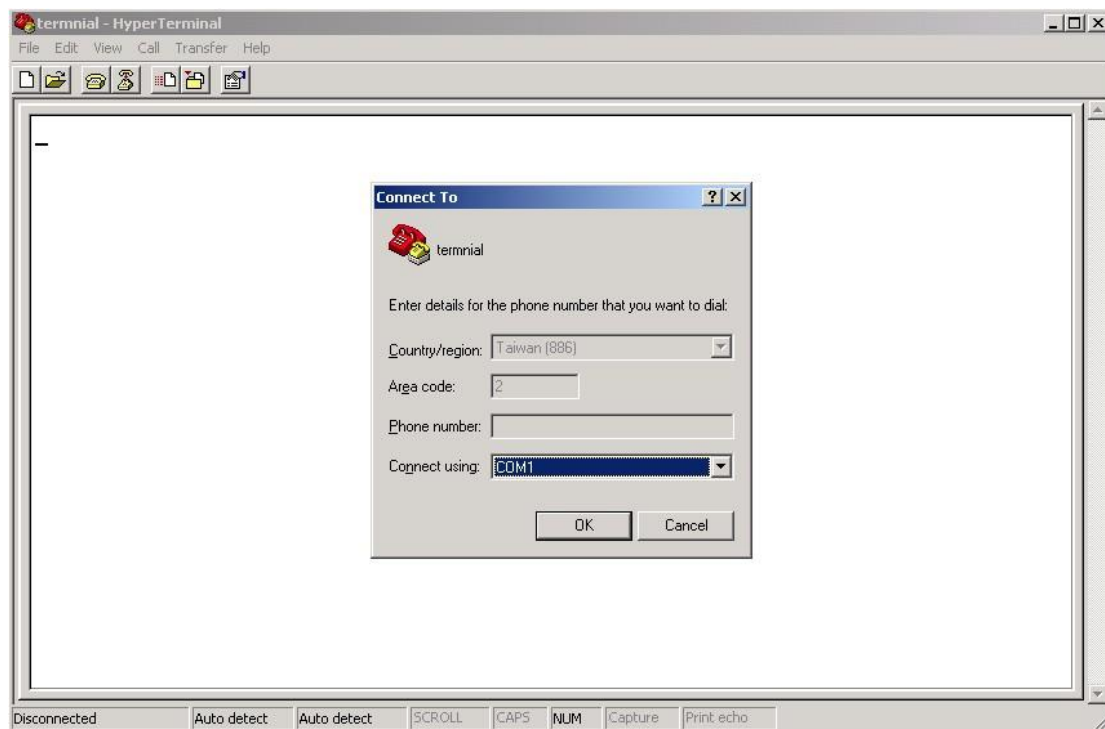 termnial - HyperTerminal
File Edit View Call Transfer Help
Connect To
termnial
Enter details for the phone number that you want to dial:
Country/region: Taiwan (886)
Area code: 2
Phone number:
Connect using: COM1
OK Cancel
Disconnected Auto detect Auto detect SCROLL CAPS NUM Capture Print echo